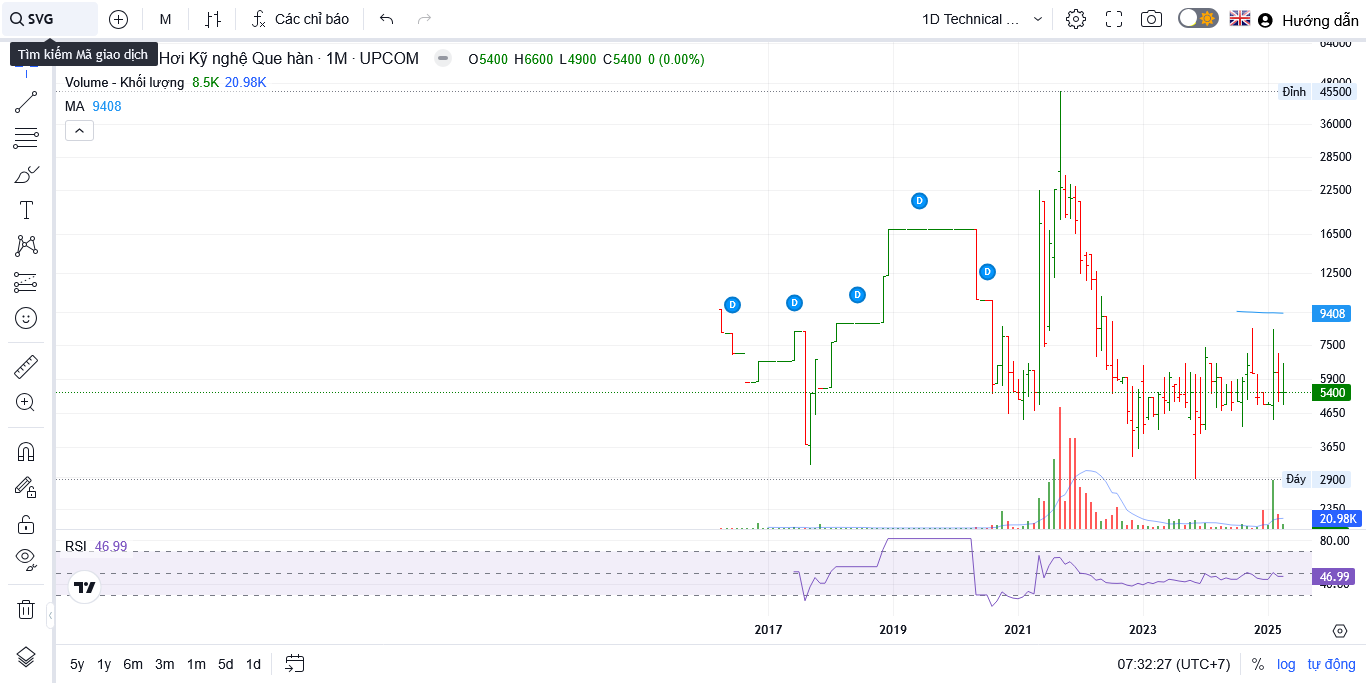 SVG M Các chỉ báo 1D Technical ... Hướng dẫn
Tìm kiếm Mã giao dịch
Hơi Kỹ nghệ Que hàn · 1M · UPCOM O5400 H6600 L4900 C5400 0 (0.00%)
Volume - Khối lượng 8.5K 20.98K
MA 9408
64000
48000
Đỉnh 45500
36000
28500
22500
16500
12500
9408
7500
5900
5400
4650
3650
Đáy 2900
2250
20.98K
D
D
D
D
D
RSI 46.99
80.00
46.99
40.00
2017 2019 2021 2023 2025
5y 1y 6m 3m 1m 5d 1d 07:32:27 (UTC+7) % log tự động